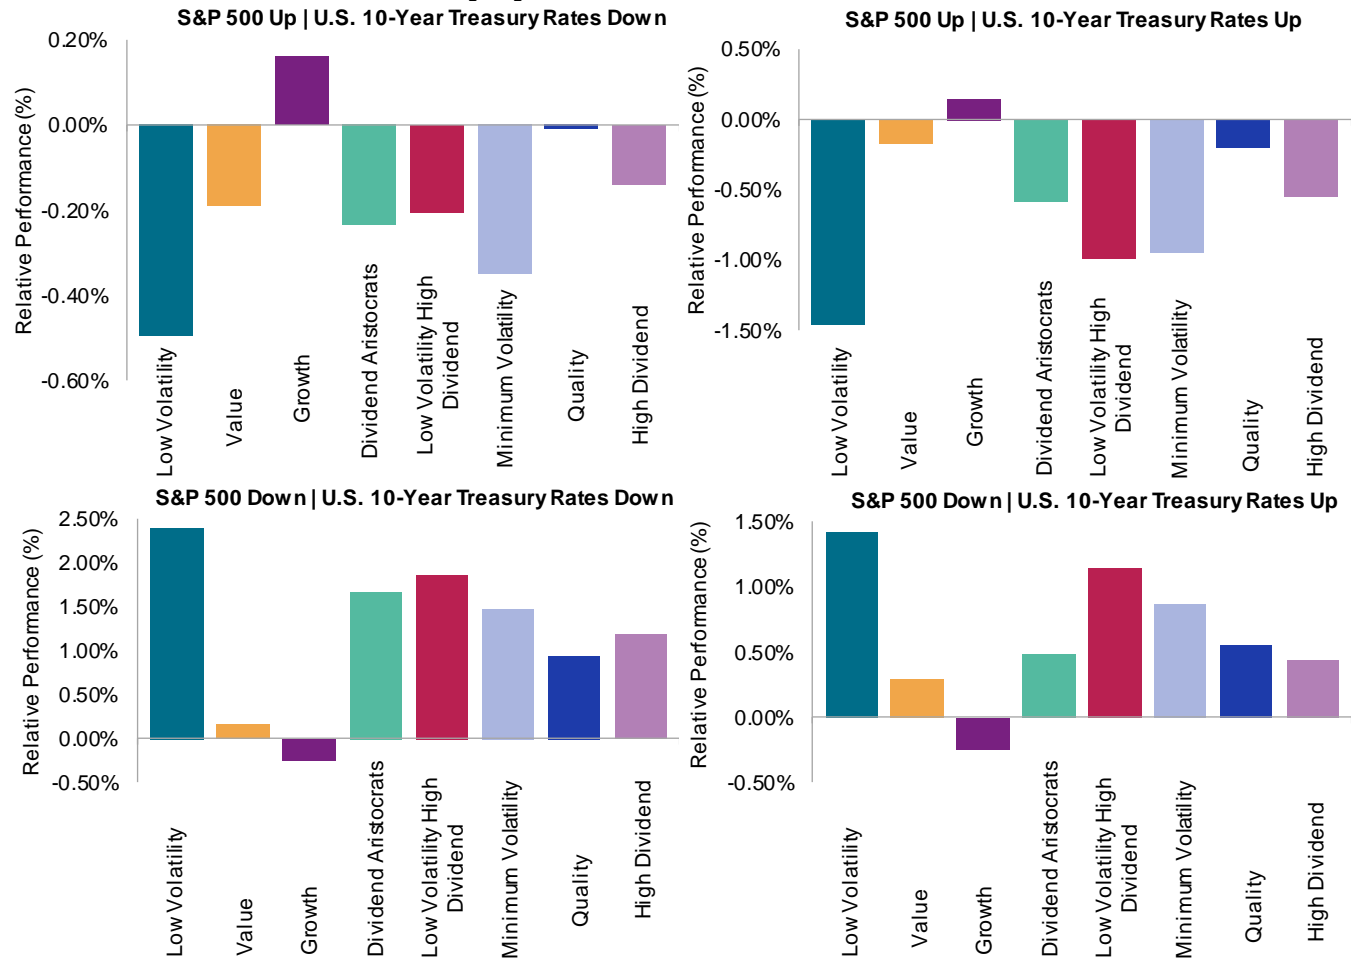 S&P 500 Up | U.S. 10-Year Treasury Rates Down
0.20%
0.00%
-0.20%
-0.40%
-0.60%
Relative Performance (%)
Low Volatility
Value
Growth
Dividend Aristocrats
Low Volatility High
Dividend
Minimum Volatility
Quality
High Dividend
S&P 500 Up | U.S. 10-Year Treasury Rates Up
0.50%
0.00%
-0.50%
-1.00%
-1.50%
Relative Performance (%)
Low Volatility
Value
Growth
Dividend Aristocrats
Low Volatility High
Dividend
Minimum Volatility
Quality
High Dividend
S&P 500 Down | U.S. 10-Year Treasury Rates Down
2.50%
2.00%
1.50%
1.00%
0.50%
0.00%
-0.50%
Relative Performance (%)
Low Volatility
Value
Growth
Dividend Aristocrats
Low Volatility High
Dividend
Minimum Volatility
Quality
High Dividend
S&P 500 Down | U.S. 10-Year Treasury Rates Up
1.50%
1.00%
0.50%
0.00%
-0.50%
Relative Performance (%)
Low Volatility
Value
Growth
Dividend Aristocrats
Low Volatility High
Dividend
Minimum Volatility
Quality
High Dividend